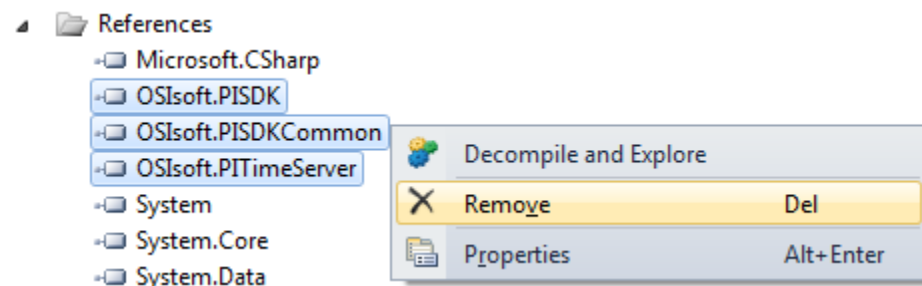 References
Microsoft.CSharp
OSIsoft.PISDK
OSIsoft.PISDKCommon
OSIsoft.PITimeServer
System
System.Core
System.Data
Decompile and Explore
Remove Del
Properties Alt+Enter